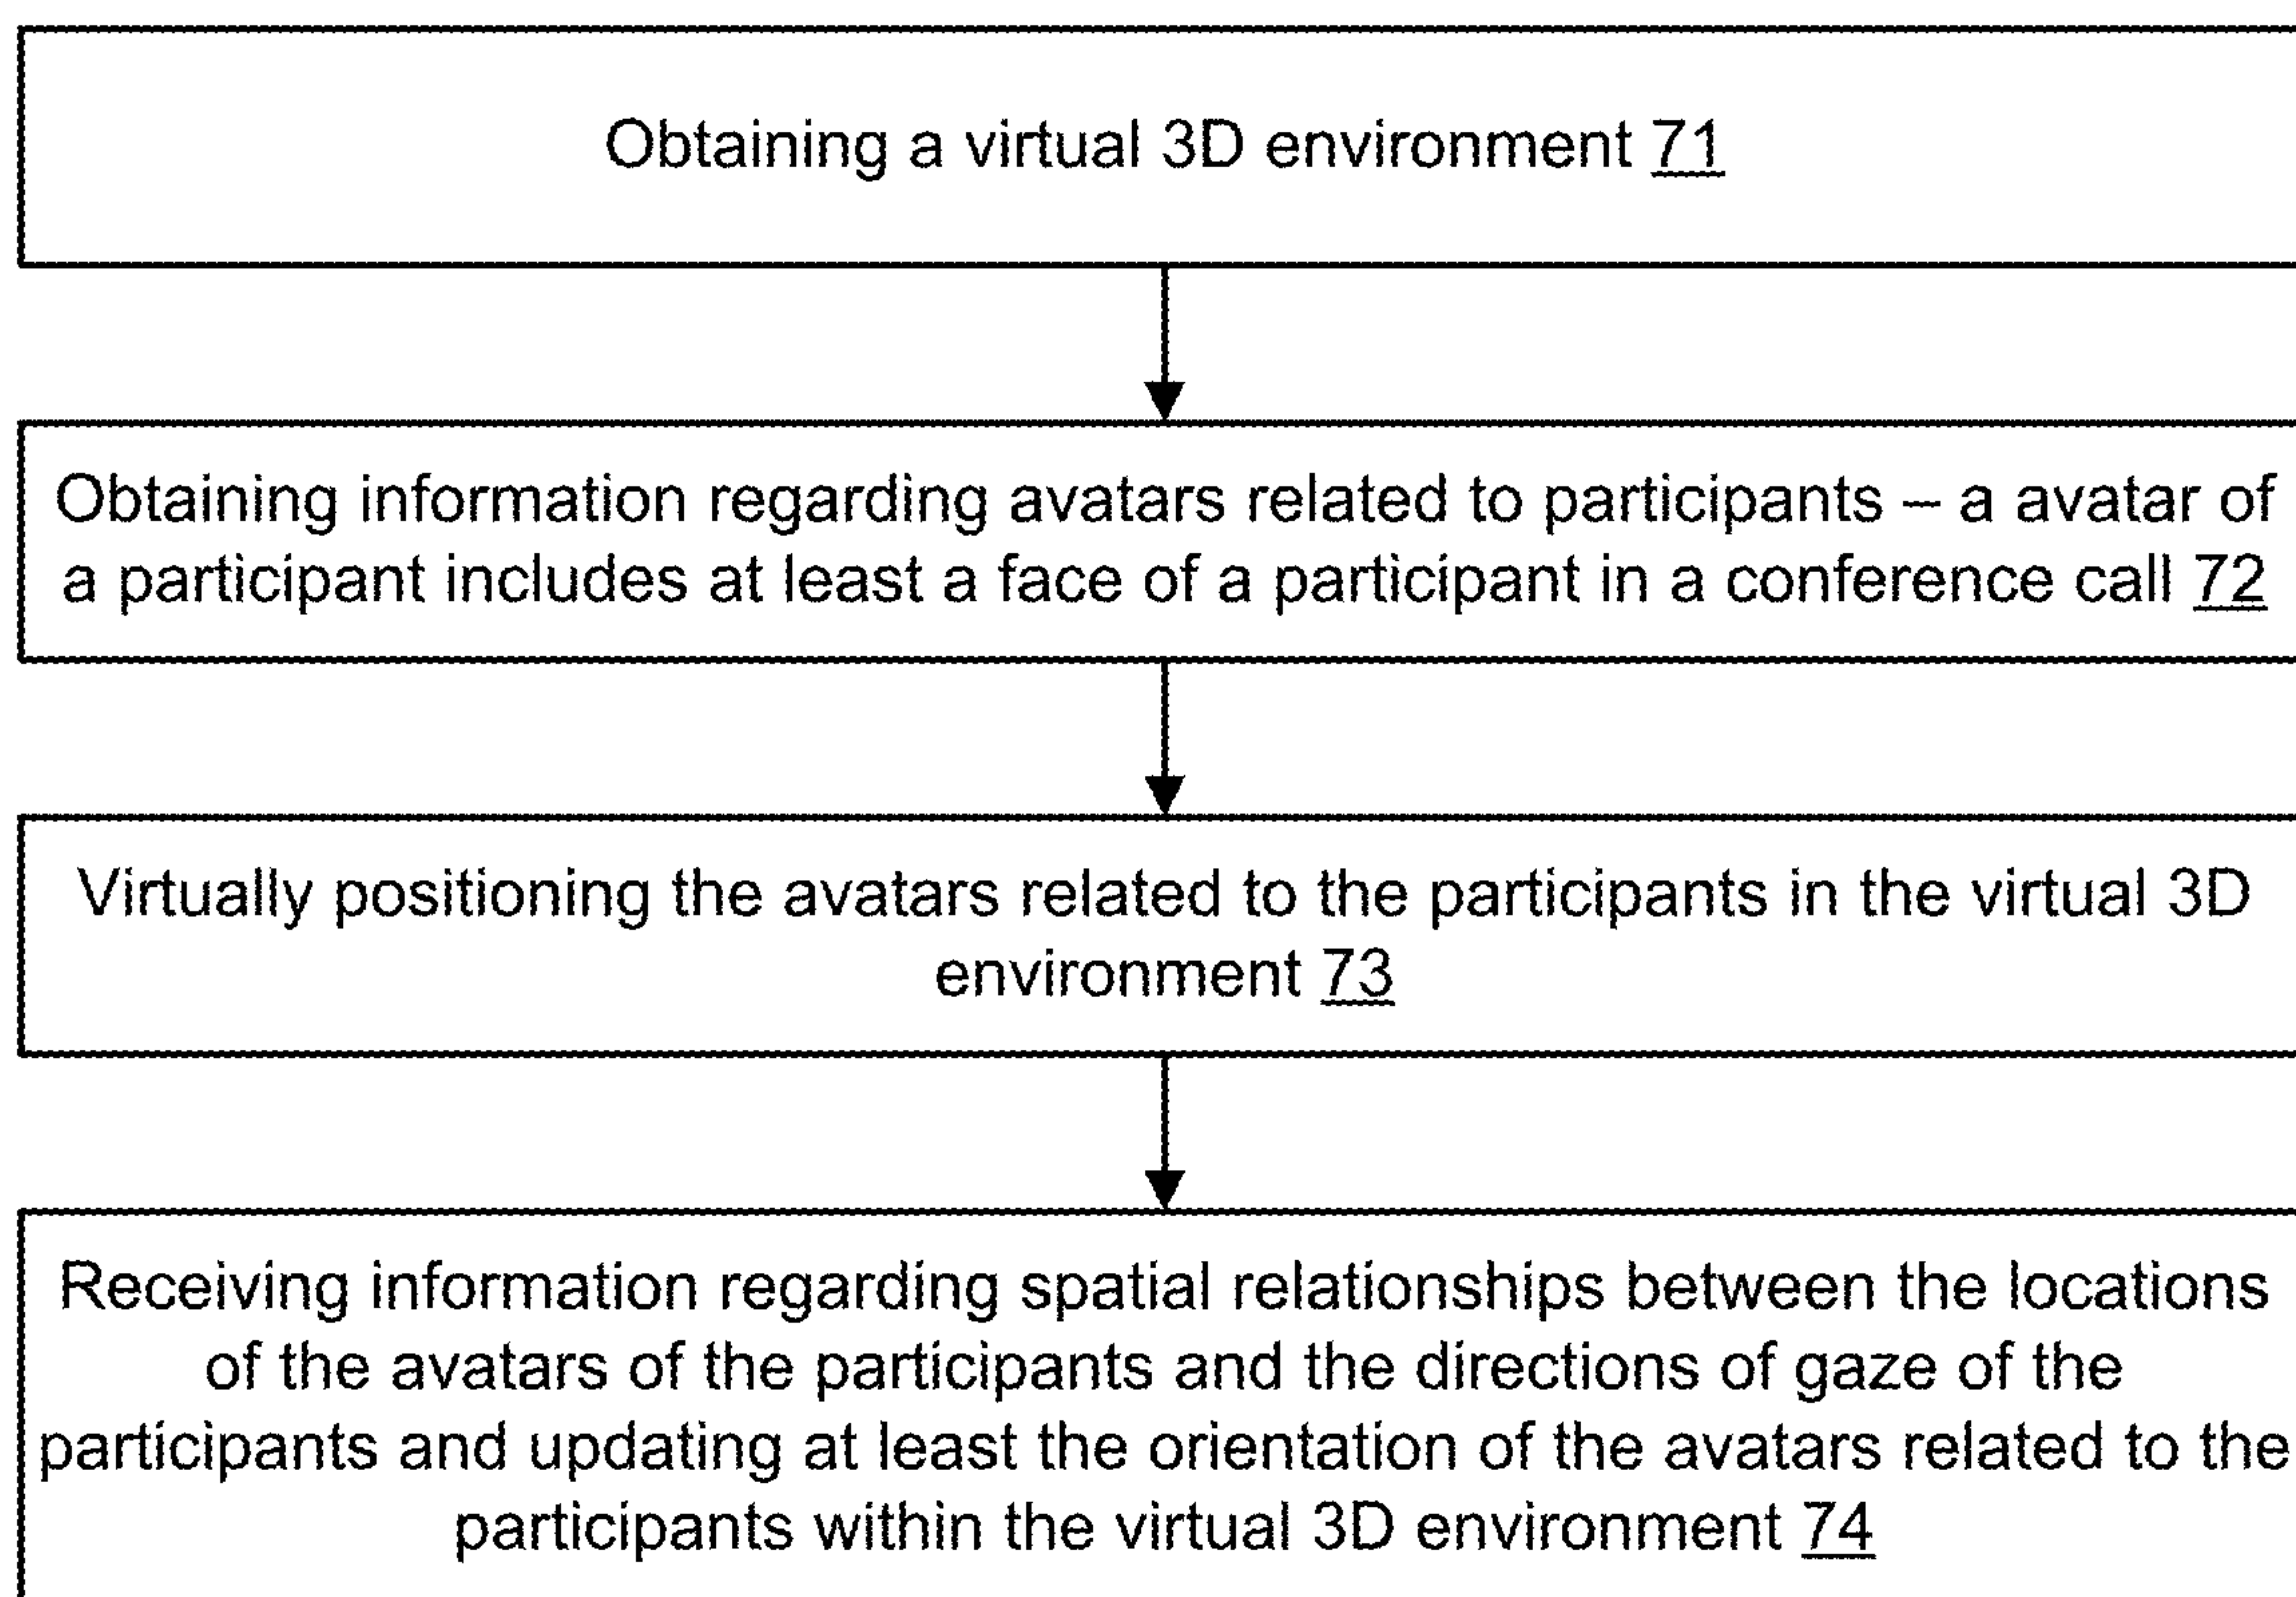 Obtaining a virtual 3D environment 71
Obtaining information regarding avatars related to participants – a avatar of
a participant includes at least a face of a participant in a conference call 72
Virtually positioning the avatars related to the participants in the virtual 3D
environment 73
Receiving information regarding spatial relationships between the locations
of the avatars of the participants and the directions of gaze of the
participants and updating at least the orientation of the avatars related to the
participants within the virtual 3D environment 74